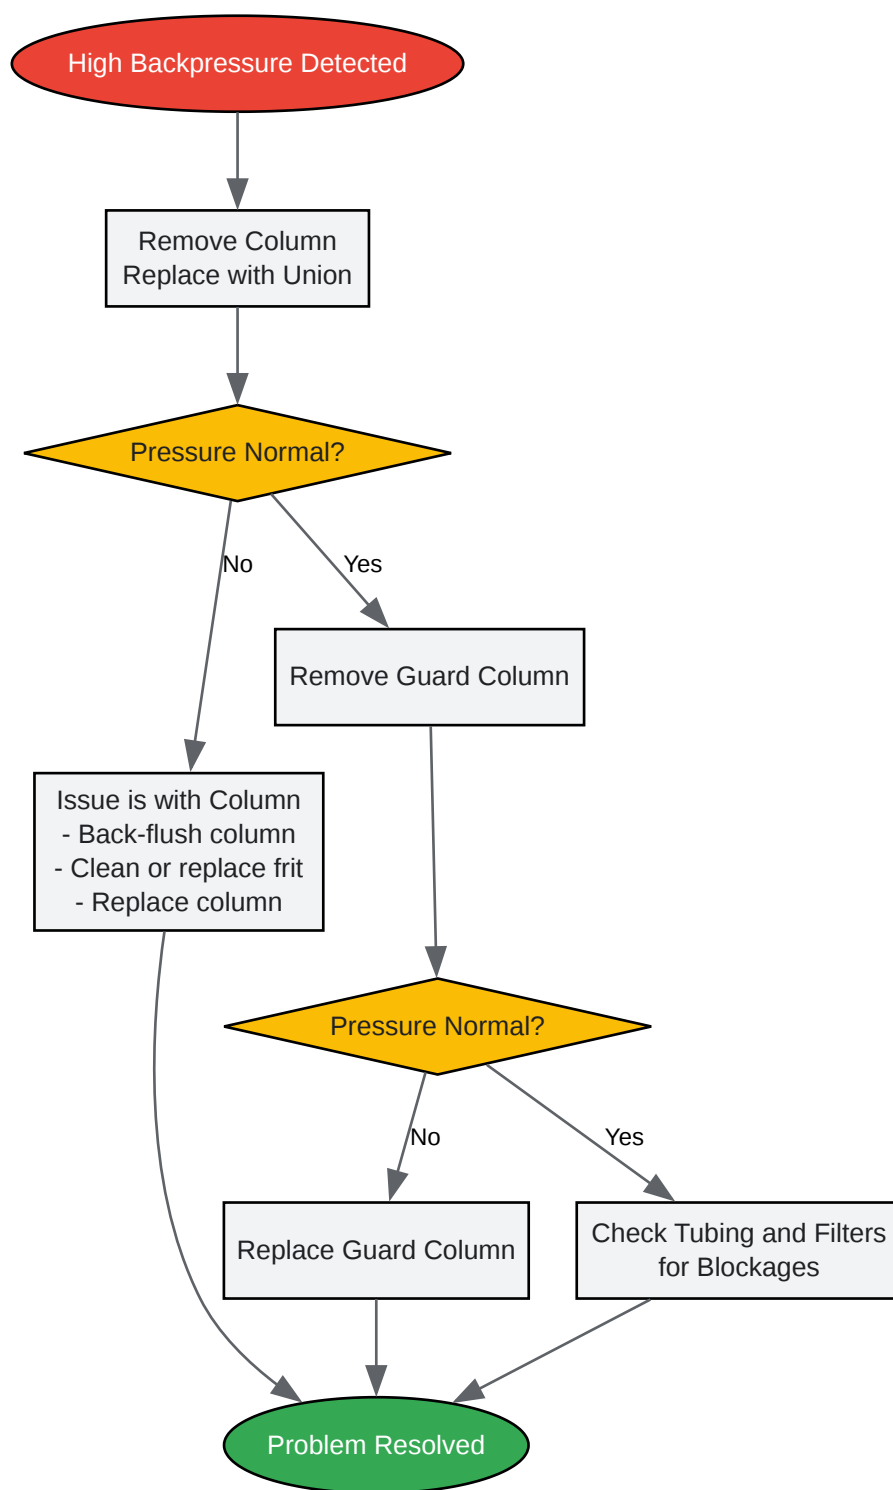 High Backpressure Detected
Remove Column
Replace with Union
Pressure Normal?
No
Yes
Remove Guard Column
Issue is with Column
- Back-flush column
- Clean or replace frit
- Replace column
Pressure Normal?
No
Yes
Replace Guard Column
Check Tubing and Filters
for Blockages
Problem Resolved